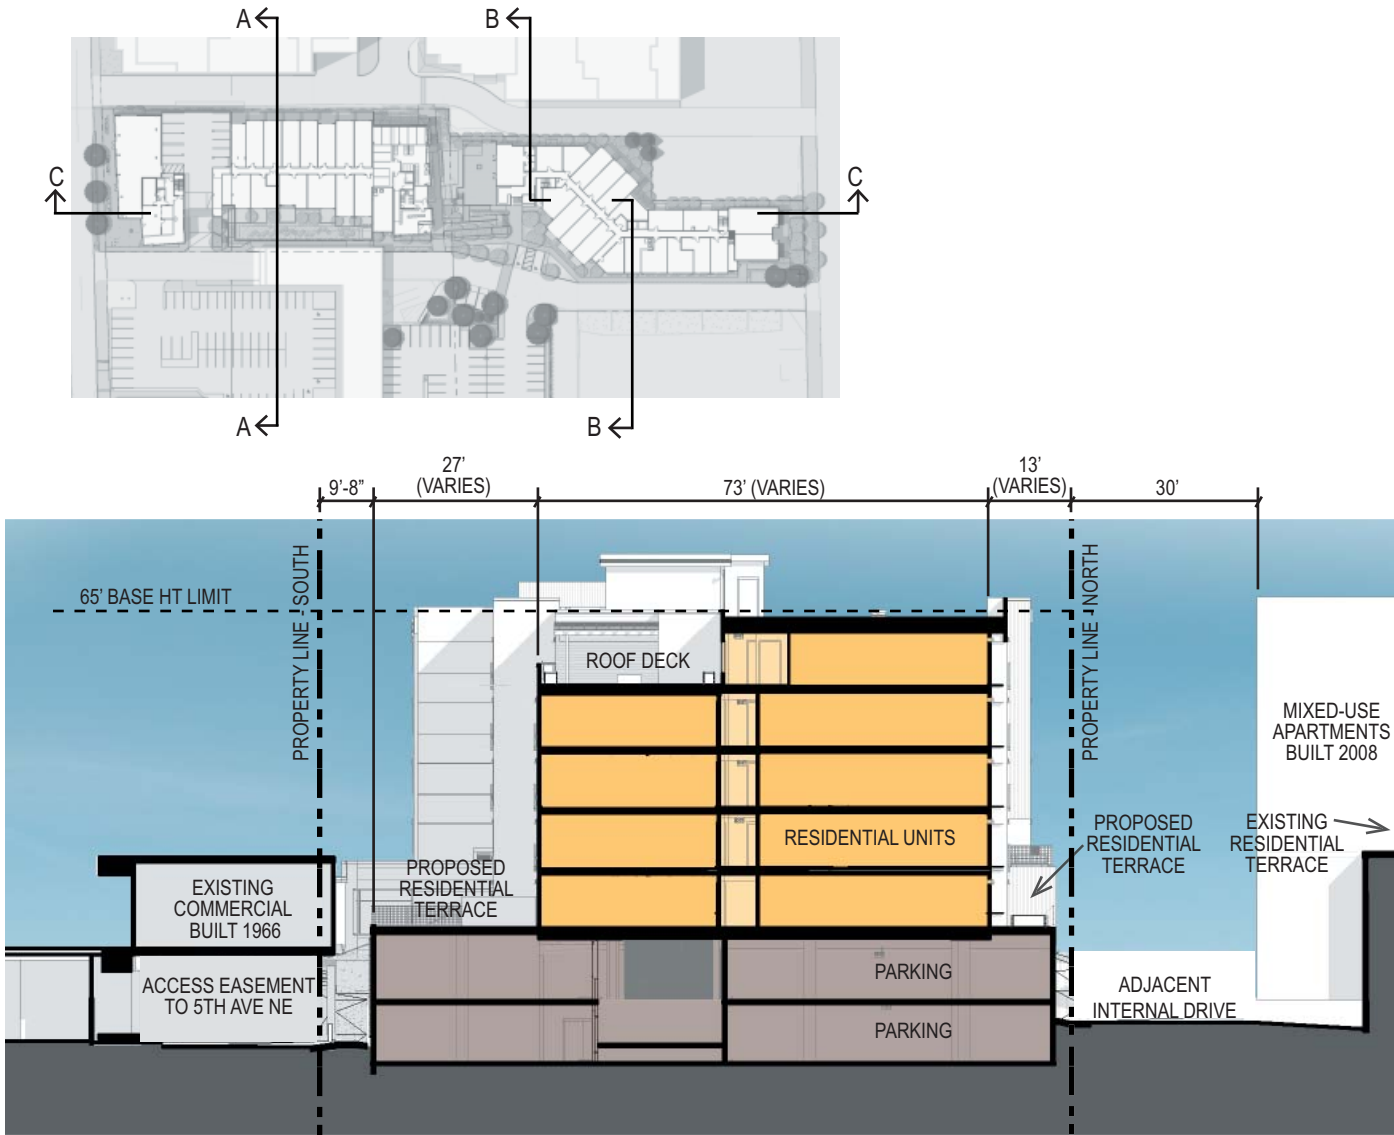 A
B
C
C
A
B
27'
13'
9'-8"
(VARIES)
73' (VARIES)
(VARIES)
30'
65' BASE HT LIMIT
PROPERTY LINE - SOUTH
PROPERTY LINE - NORTH
ROOF DECK
MIXED-USE
APARTMENTS
BUILT 2008
RESIDENTIAL UNITS
PROPOSED
RESIDENTIAL
TERRACE
EXISTING
RESIDENTIAL
TERRACE
PROPOSED
RESIDENTIAL
TERRACE
EXISTING
COMMERCIAL
BUILT 1966
ACCESS EASEMENT
TO 5TH AVE NE
PARKING
PARKING
ADJACENT
INTERNAL DRIVE